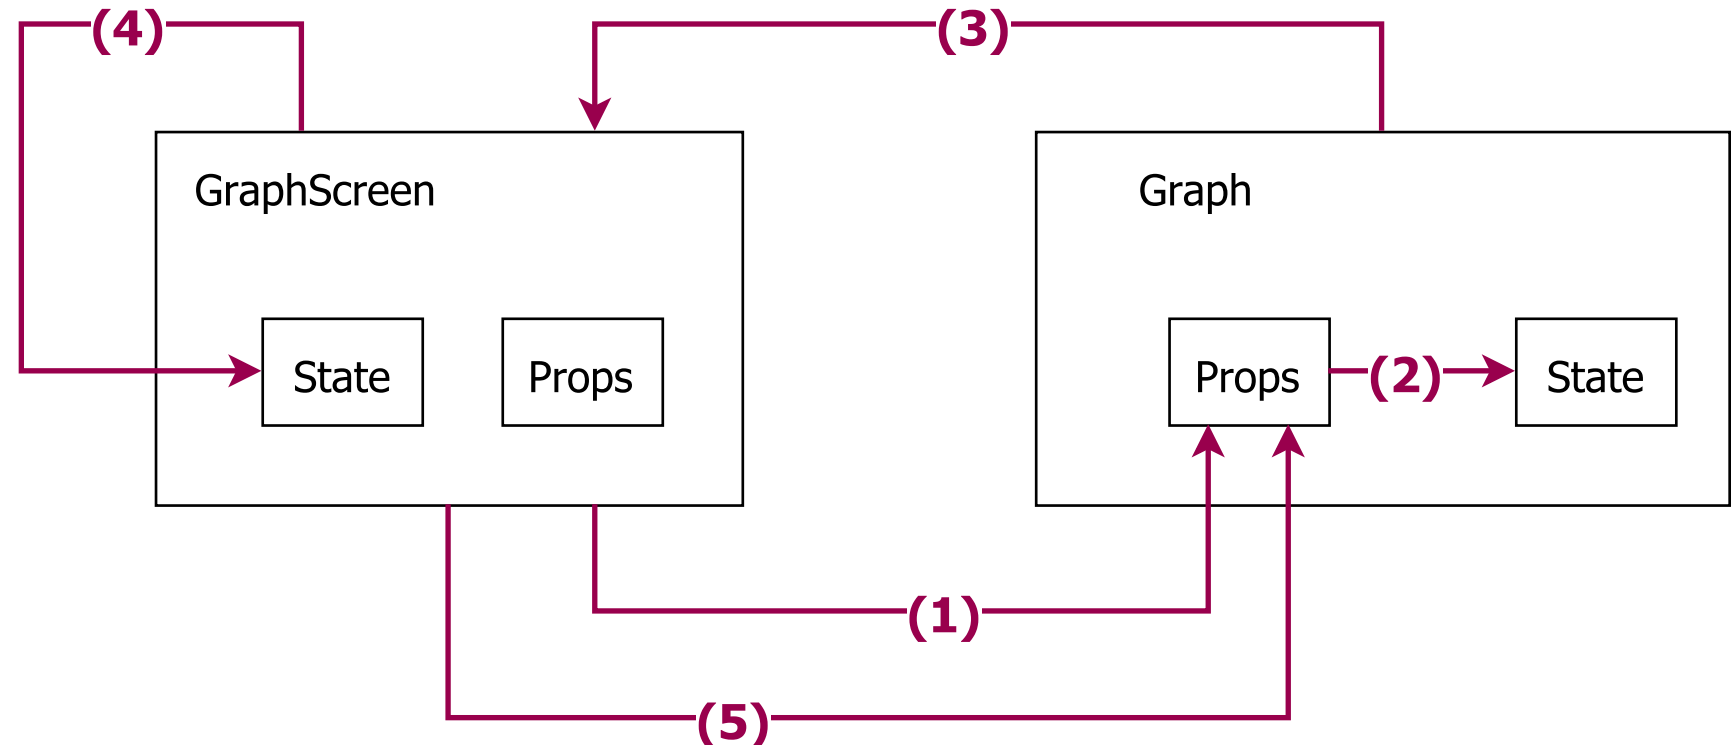 (4)
(3)
GraphScreen
Graph
State
Props
Props
(2)
State
(1)
(5)